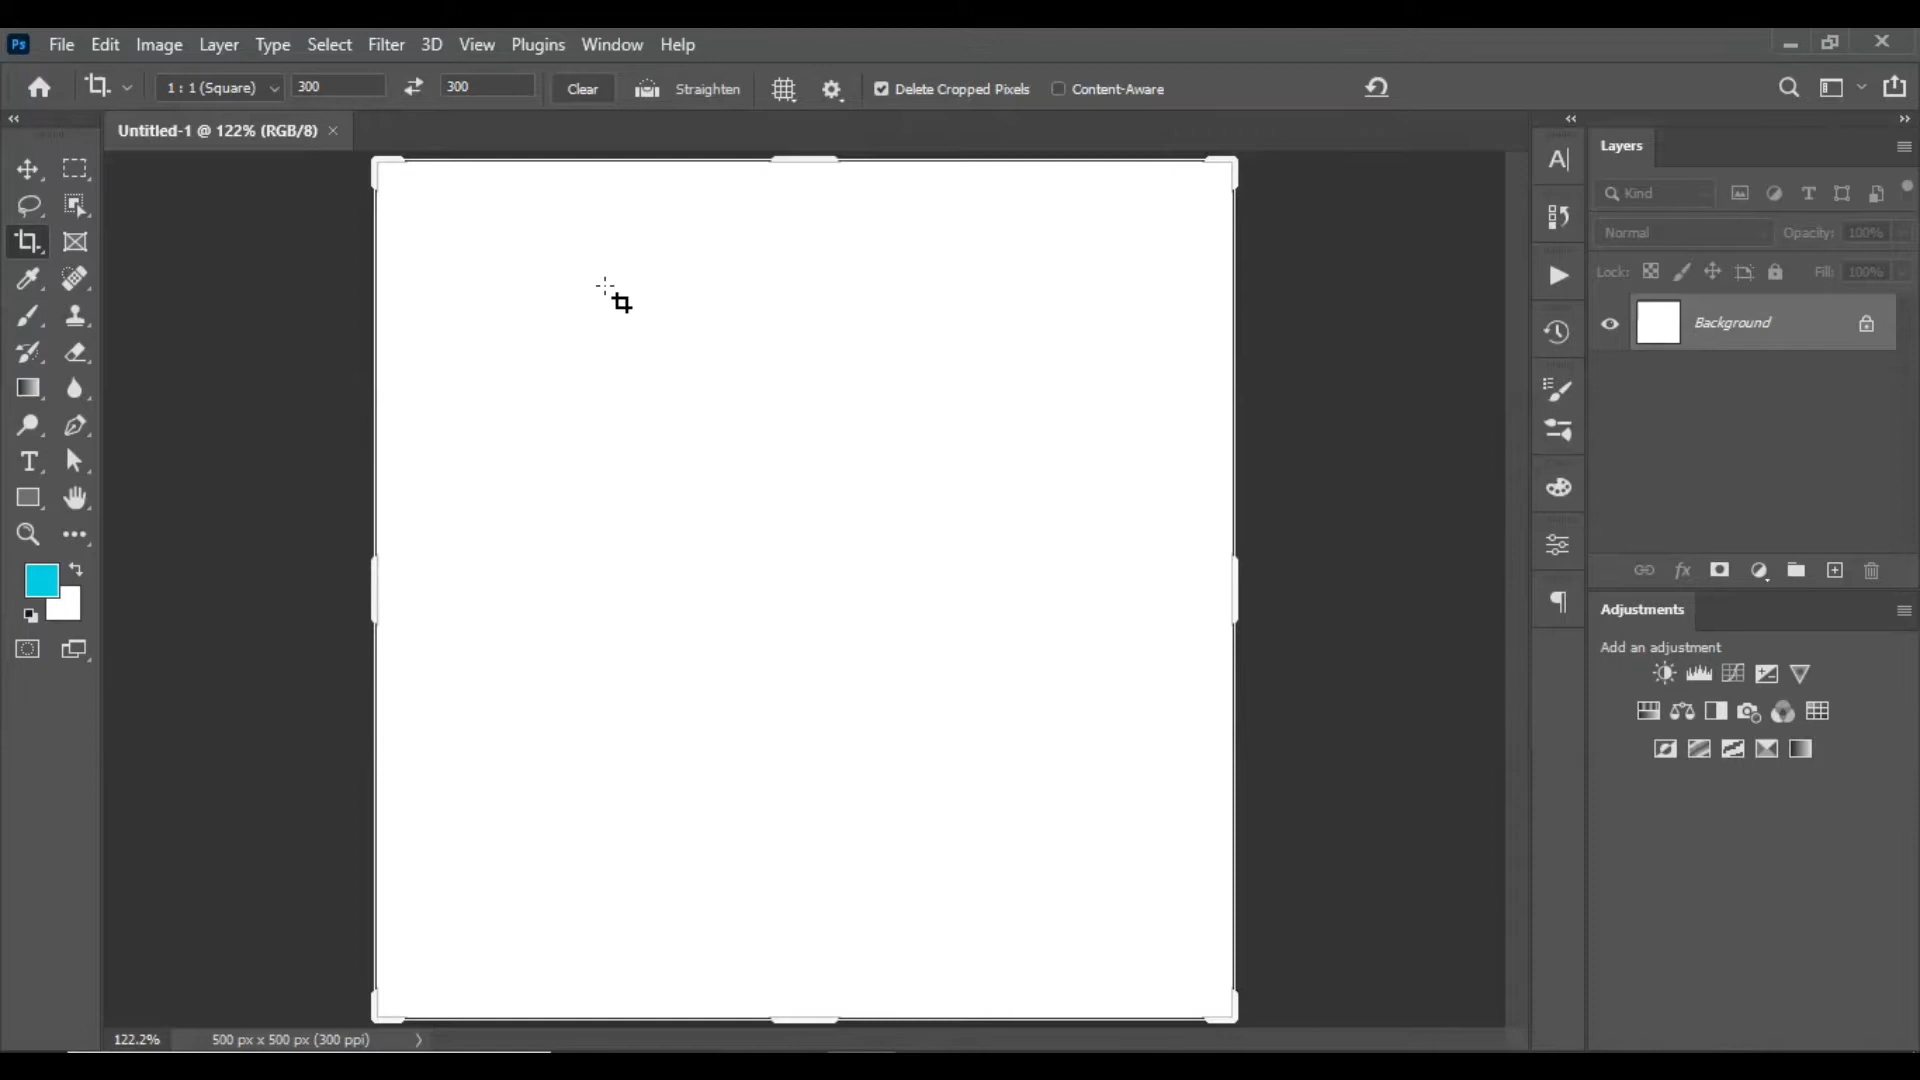 Ps File Edit Image Layer Type Select Filter 3D View Plugins Window Help
1 : 1 (Square) 300 300 Clear Straighten Delete Cropped Pixels Content-Aware
Untitled-1 @ 122% (RGB/8)
Layers
Kind
Normal Opacity: 100%
Lock: Fill: 100%
Background
Adjustments
Add an adjustment
122.2% 500 px x 500 px (300 ppi)